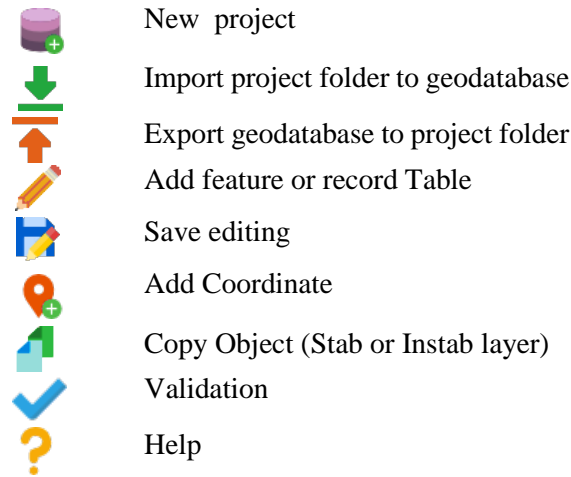 New project
Import project folder to geodatabase
Export geodatabase to project folder
Add feature or record Table
Save editing
Add Coordinate
Copy Object (Stab or Instab layer)
Validation
Help